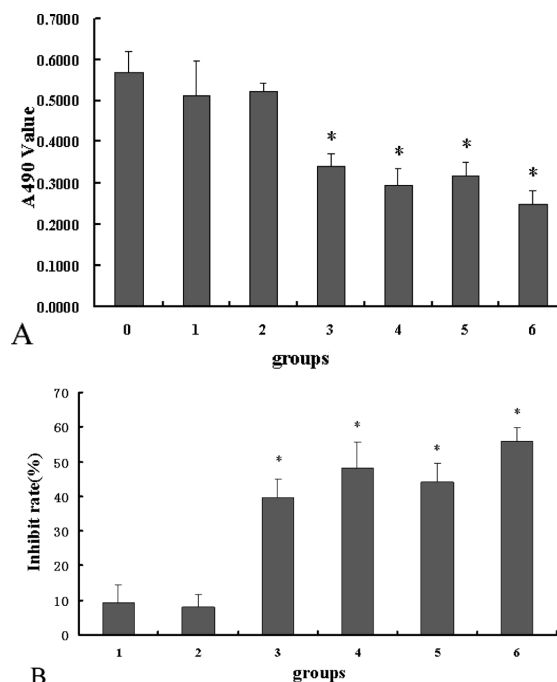 0.7000
0.6000
0.5000
0.4000
0.3000
0.2000
0.1000
0.0000
A490 Value
* * * *
0 1 2 3 4 5 6
groups
A
70
60
50
40
30
20
10
0
Inhibit rate(%)
* * * *
1 2 3 4 5 6
groups
B